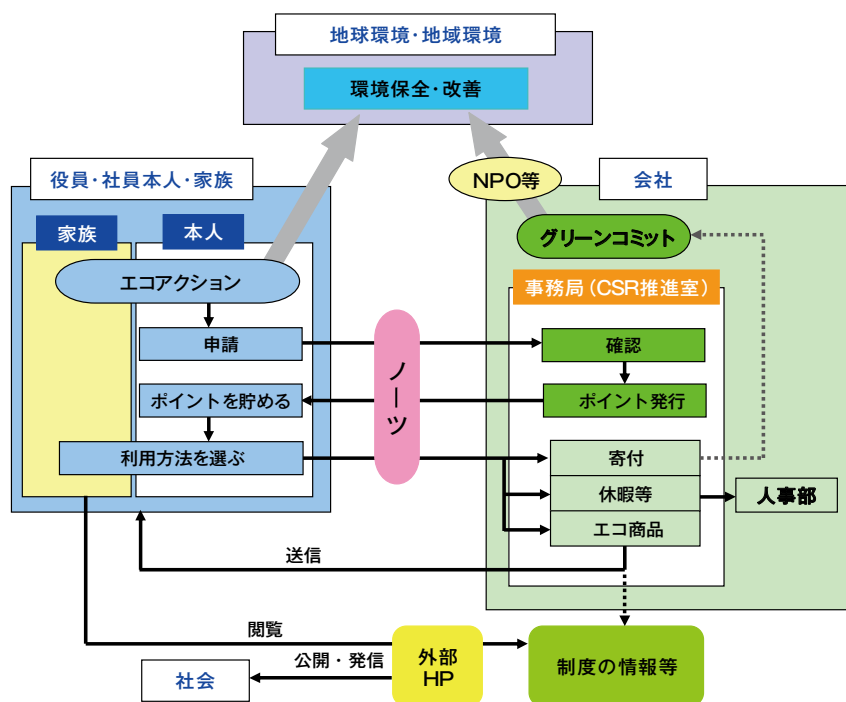 地球環境・地域環境
環境保全・改善
役員・社員本人・家族
NPO等
会社
家族
本人
グリーンコミット
エコアクション
事務局(CSR推進室)
申請
ノーツ
確認
ポイントを貯める
ポイント発行
利用方法を選ぶ
寄付
休暇等
人事部
エコ商品
送信
閲覧
公開・発信
外部
HP
制度の情報等
社会